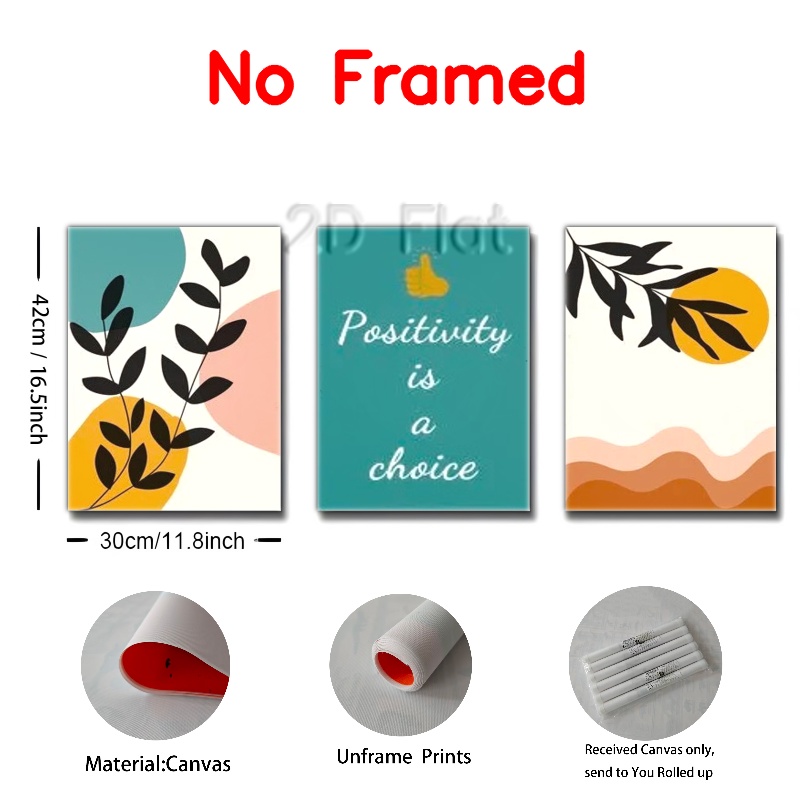 No Framed
2D Flat
42cm / 16.5inch
Positivity
is
a
choice
30cm/11.8inch
Material:Canvas
Unframe Prints
Received Canvas only,
send to You Rolled up